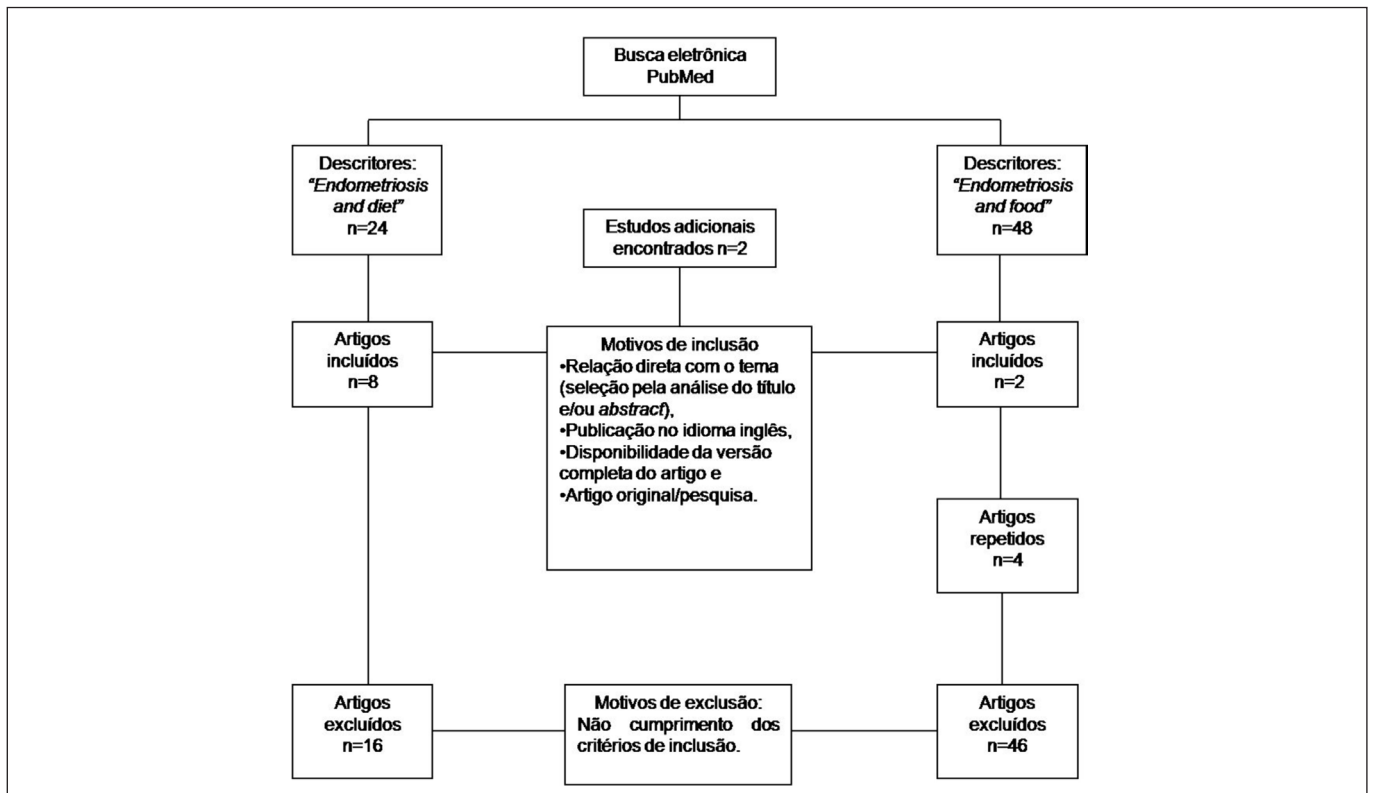 Busca eletrônica
PubMed
Descritores:
“Endometriosis
and diet”
n=24
Descritores:
“Endometriosis
and food”
n=48
Estudos adicionais
encontrados n=2
Artigos
incluídos
n=8
Motivos de inclusão
•Relação direta com o tema
(seleção pela análise do título
e/ou abstract),
•Publicação no idioma inglês,
•Disponibilidade da versão
completa do artigo e
•Artigo original/pesquisa.
Artigos
incluídos
n=2
Artigos
repetidos
n=4
Artigos
excluídos
n=16
Motivos de exclusão:
Não cumprimento dos
critérios de inclusão.
Artigos
excluídos
n=46